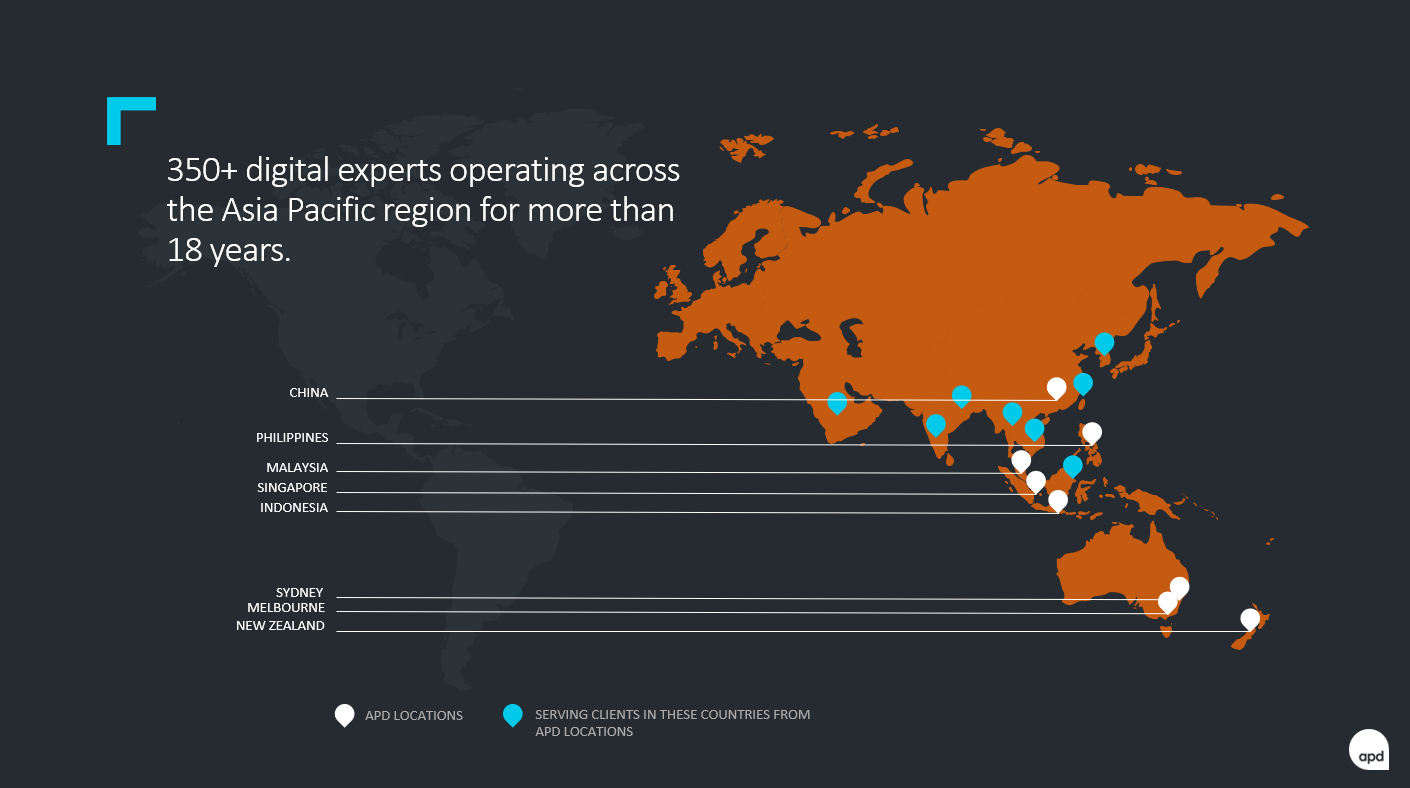 350+ digital experts operating across
the Asia Pacific region for more than
18 years.
CHINA
PHILIPPINES
MALAYSIA
SINGAPORE
INDONESIA
SYDNEY
MELBOURNE
NEW ZEALAND
APD LOCATIONS
SERVING CLIENTS IN THESE COUNTRIES FROM
APD LOCATIONS
apd